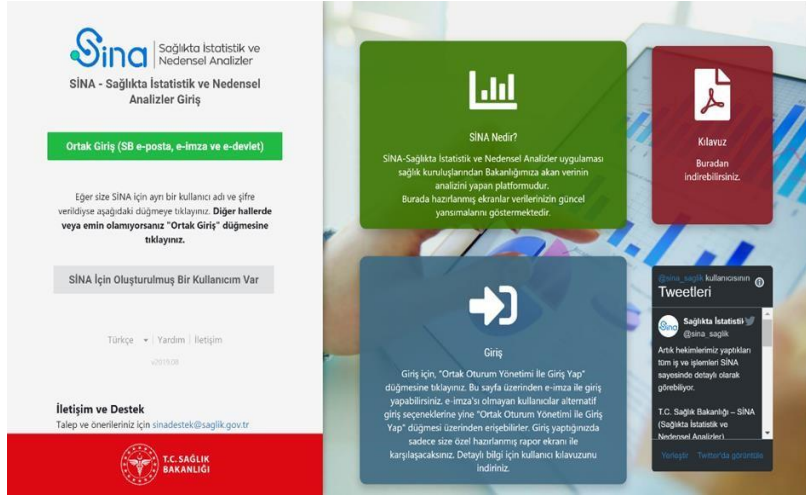 Sina
Sağlıkta İstatistik ve
Nedensel Analizler
SİNA - Sağlıkta İstatistik ve Nedensel
Analizler Giriş
Ortak Giriş (SB e-posta, e-imza ve e-devlet)
Eğer size SİNA için ayrı bir kullanıcı adı ve şifre
verildiyse aşağıdaki düğmeye tıklayınız. Diğer hallerde
veya emin olamıyorsanız "Ortak Giriş" düğmesine
tıklayınız.
SİNA İçin Oluşturulmuş Bir Kullanıcım Var
Türkçe | Yardım | İletişim
v2019.08
İletişim ve Destek
Talep ve önerileriniz için sinadestek@saglik.gov.tr
T.C. SAĞLIK
BAKANLIĞI
SİNA Nedir?
SİNA-Sağlıkta İstatistik ve Nedensel Analizler uygulaması
sağlık kuruluşlarından Bakanlığımıza akan verinin
analizini yapan platformudur.
Burada hazırlanmış ekranlar verilerinizin güncel
yansımalarını göstermektedir.
Kılavuz
Buradan
indirebilirsiniz.
Giriş
Giriş için, "Ortak Oturum Yönetimi İle Giriş Yap"
düğmesine tıklayınız. Bu sayfa üzerinden e-imza ile giriş
yapabilirsiniz. e-imza'sı olmayan kullanıcılar alternatif
giriş seçeneklerine yine "Ortak Oturum Yönetimi ile Giriş
Yap" düğmesi üzerinden erişebilirler. Giriş yaptığınızda
sadece size özel hazırlanmış rapor ekranı ile
karşılaşacaksınız. Detaylı bilgi için kullanıcı kılavuzunu
indiriniz.
@sina_saglik kullanıcısının
Tweetleri
Sina
Sağlıkta İstatistik
@sina_saglik
Artık hekimlerimiz yaptıkları
tüm iş ve işlemleri SİNA
sayesinde detaylı olarak
görebiliyor.
T.C. Sağlık Bakanlığı – SİNA
(Sağlıkta İstatistik ve
Nedensel Analizler)
Yerleştir Twitter'da görüntüle